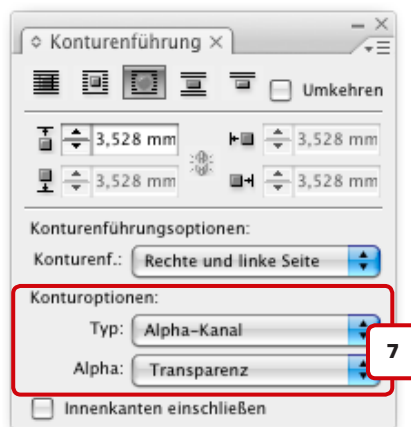 Konturenführung
Umkehren
3,528 mm 3,528 mm
3,528 mm 3,528 mm
Konturenführungsoptionen:
Konturenf.: Rechte und linke Seite
Konturoptionen:
Typ: Alpha-Kanal
7
Alpha: Transparenz
Innenkanten einschließen